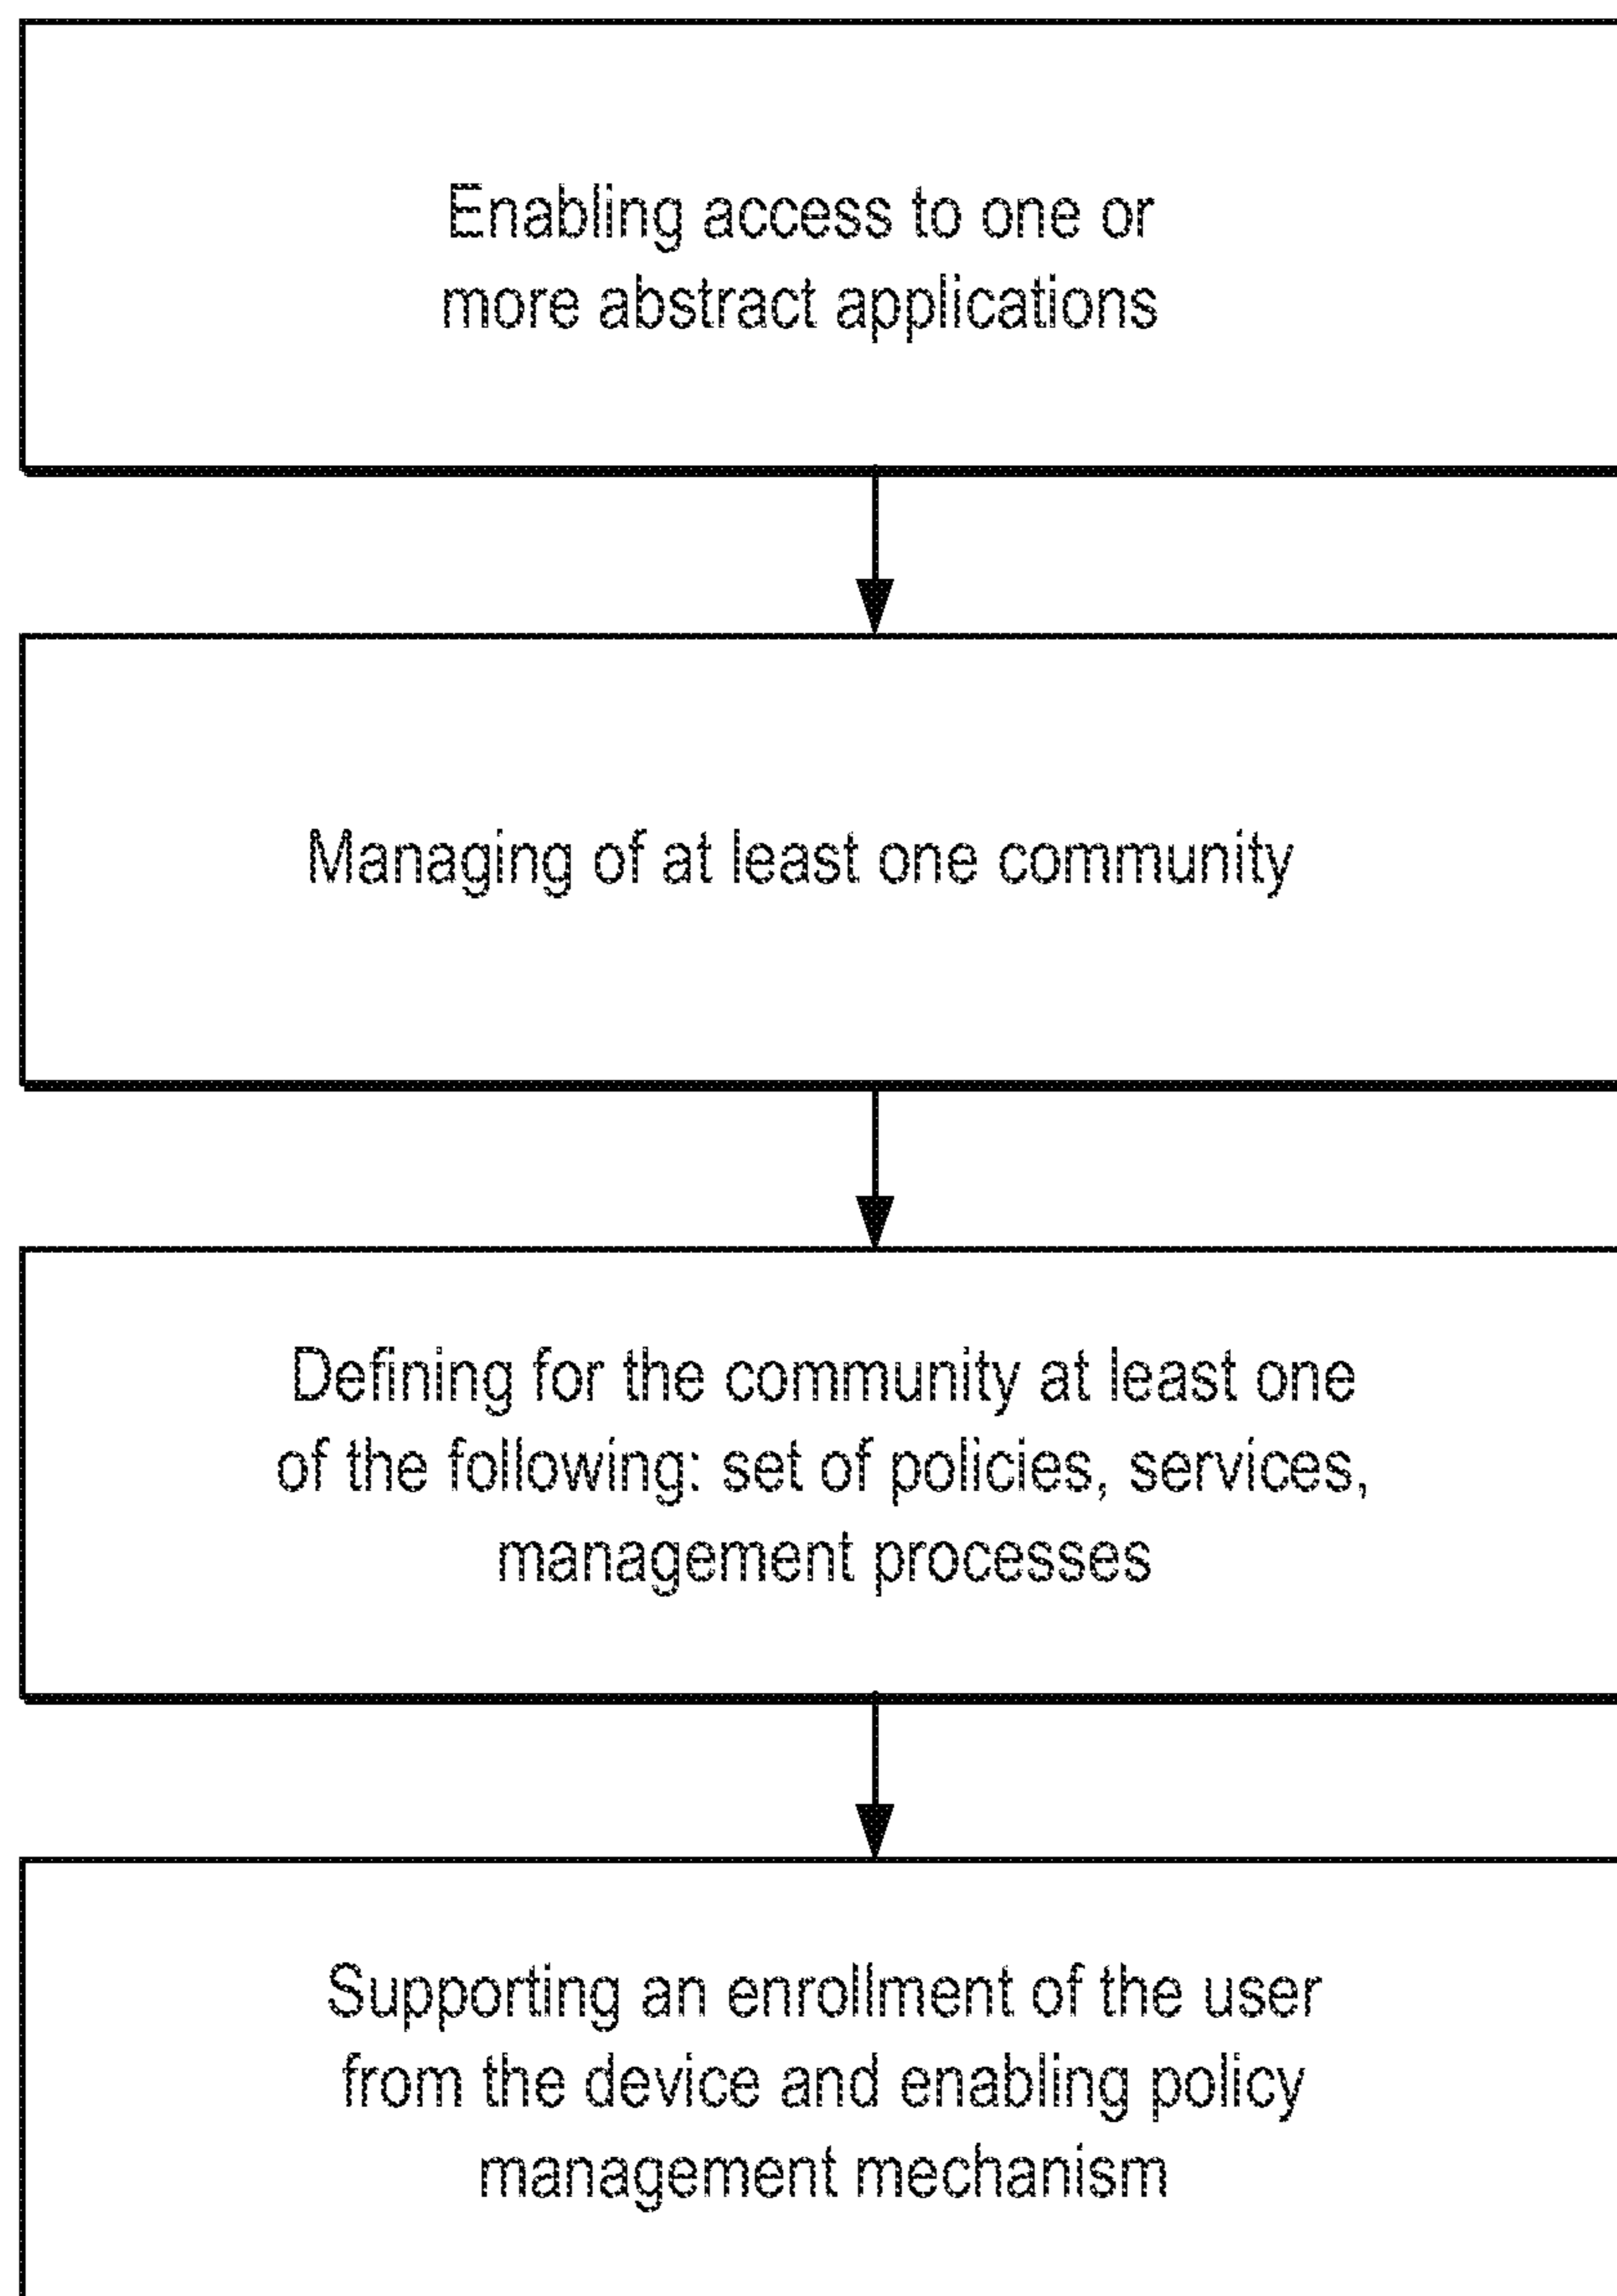 Enabling access to one or
more abstract applications
Managing of at least one community
Defining for the community at least one
of the following: set of policies, services,
management processes
Supporting an enrollment of the user
from the device and enabling policy
management mechanism